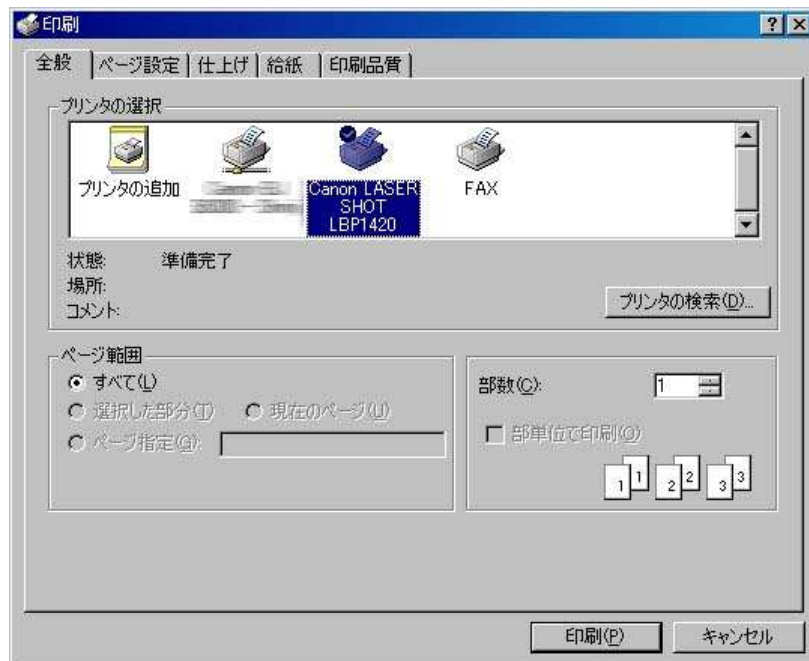 印刷
全般 ページ設定 仕上げ 給紙 印刷品質
プリンタの選択
プリンタの追加
Canon LASER
SHOT
LBP1420
FAX
状態: 準備完了
場所:
コメント:
プリンタの検索(D)...
ページ範囲
すべて(L)
選択した部分(T) 現在のページ(U)
ページ指定(G):
部数(C): 1
部単位で印刷(O)
1 1 2 2 3 3
印刷(P) キャンセル